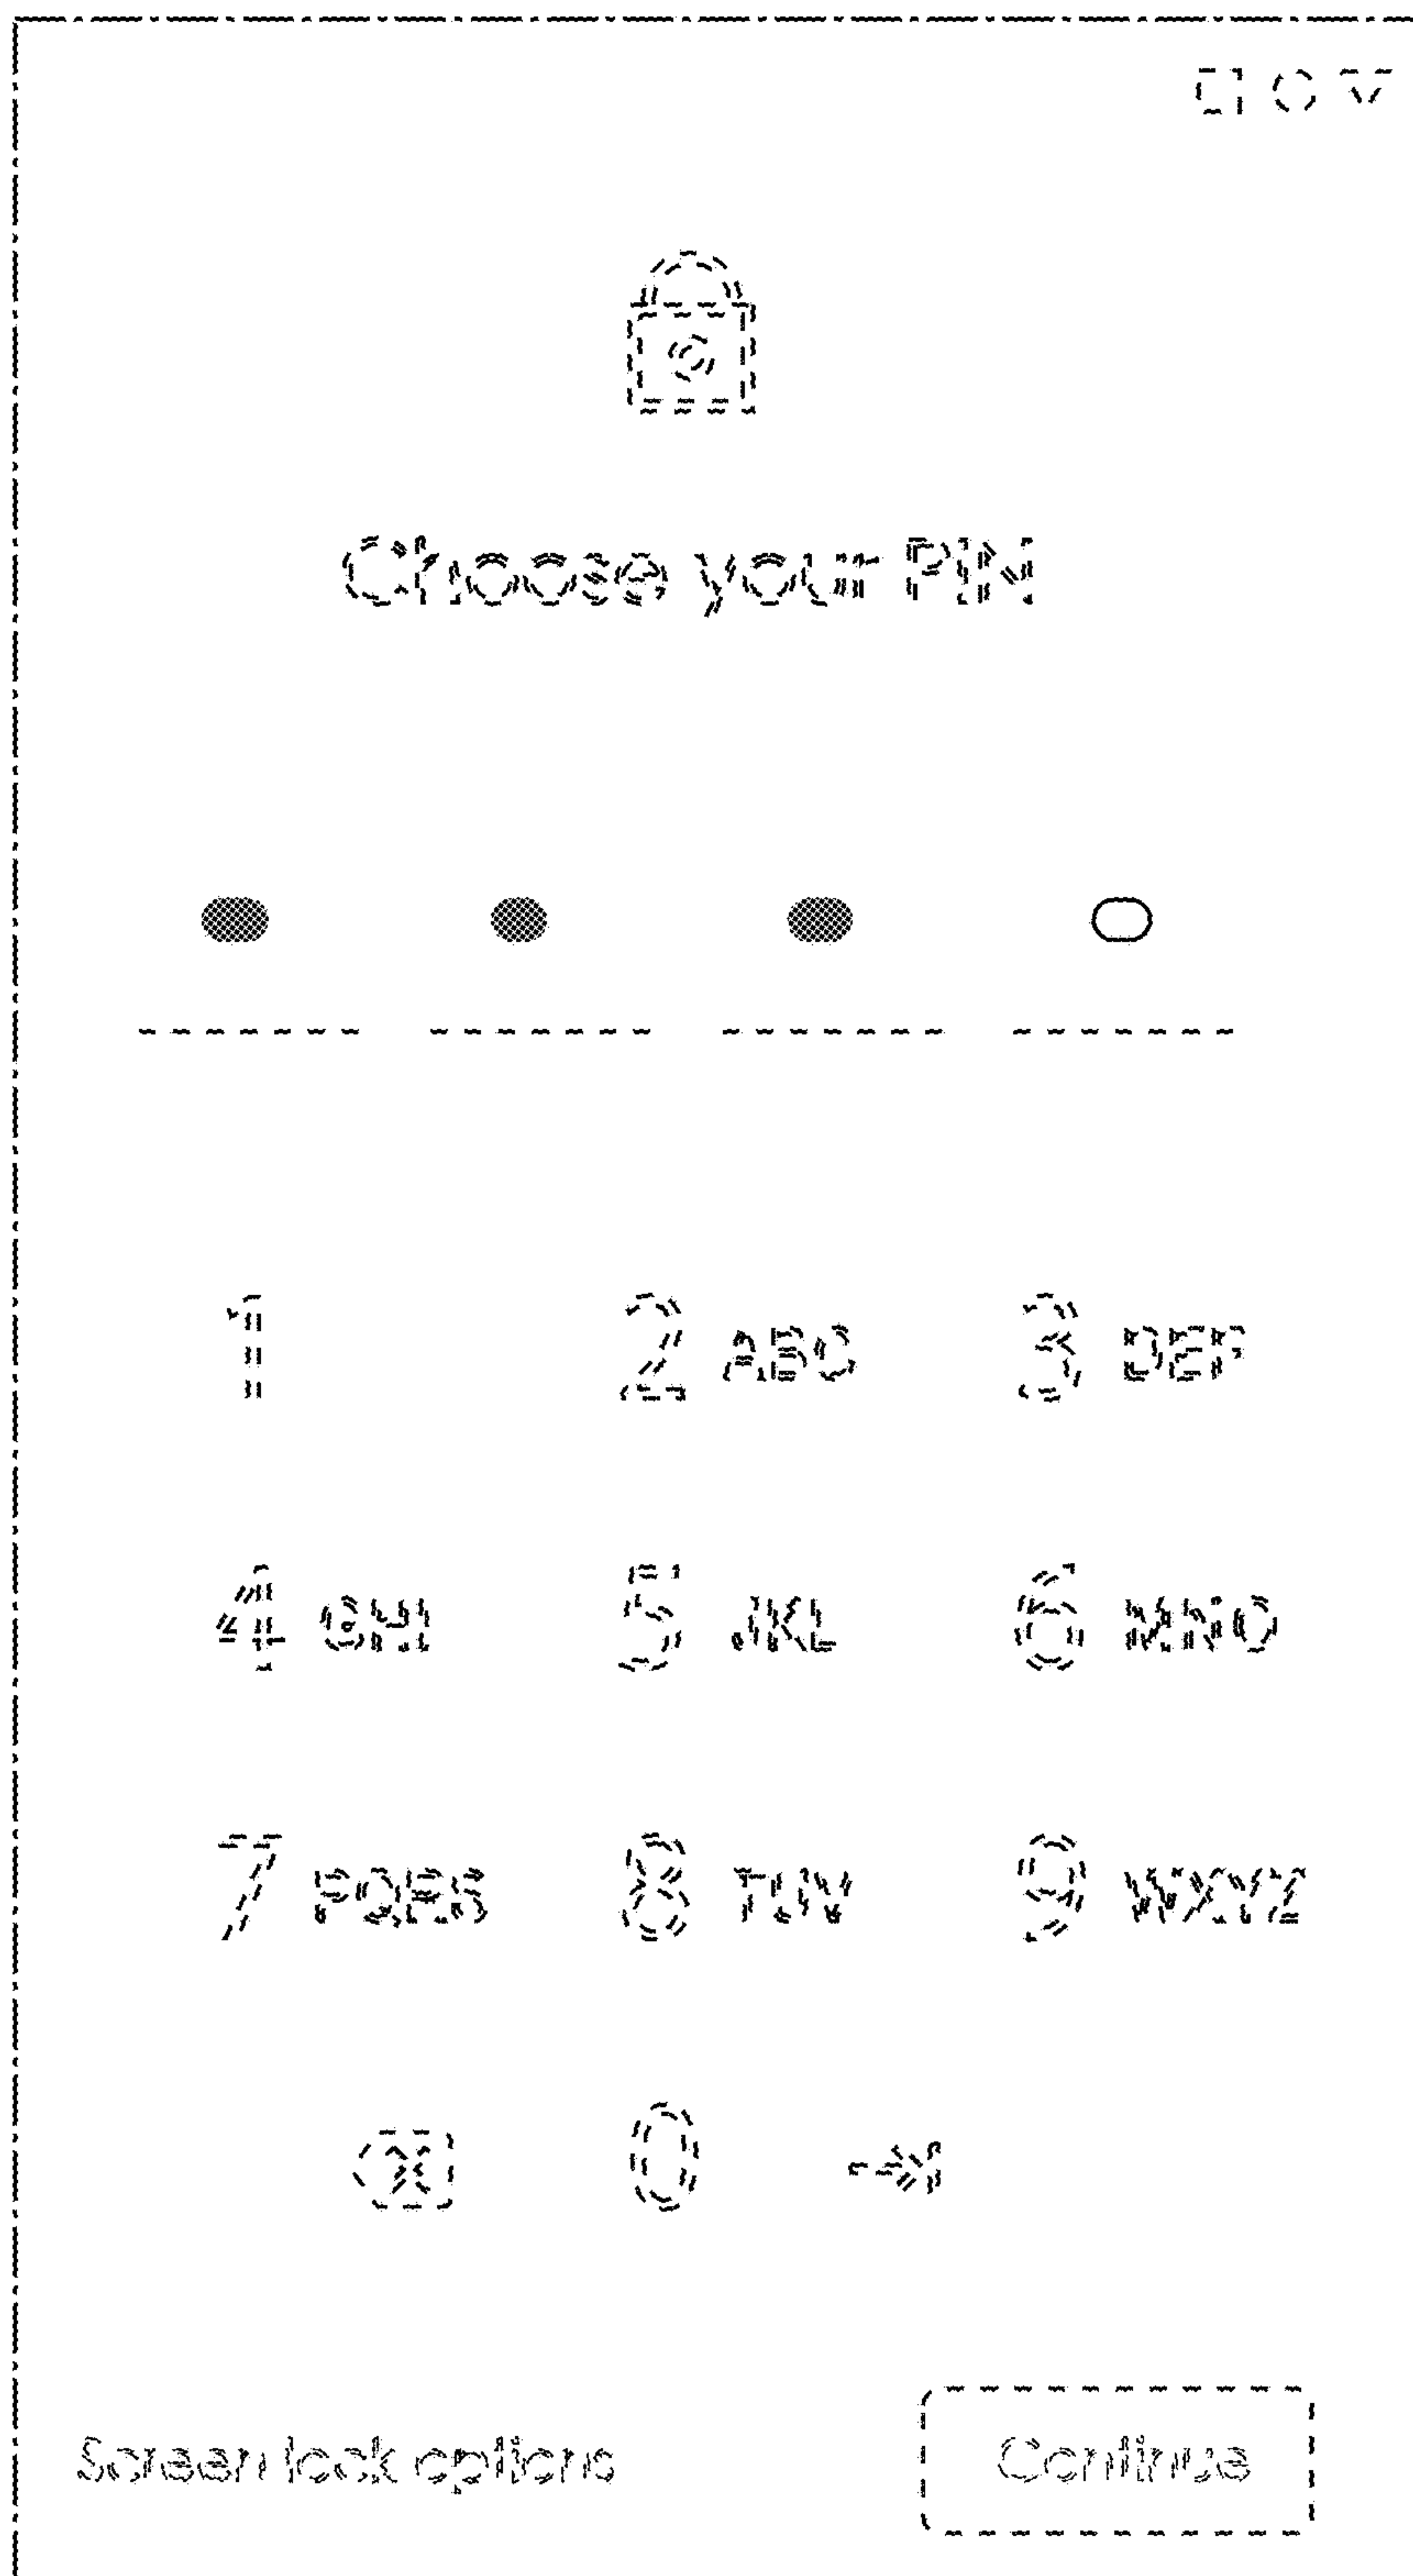 Choose your PIN
1 2 ABC 3 DEF
4 GHI 5 JKL 6 MNO
7 PQRS 8 TUV 9 WXYZ
0
Screen lock options Continue